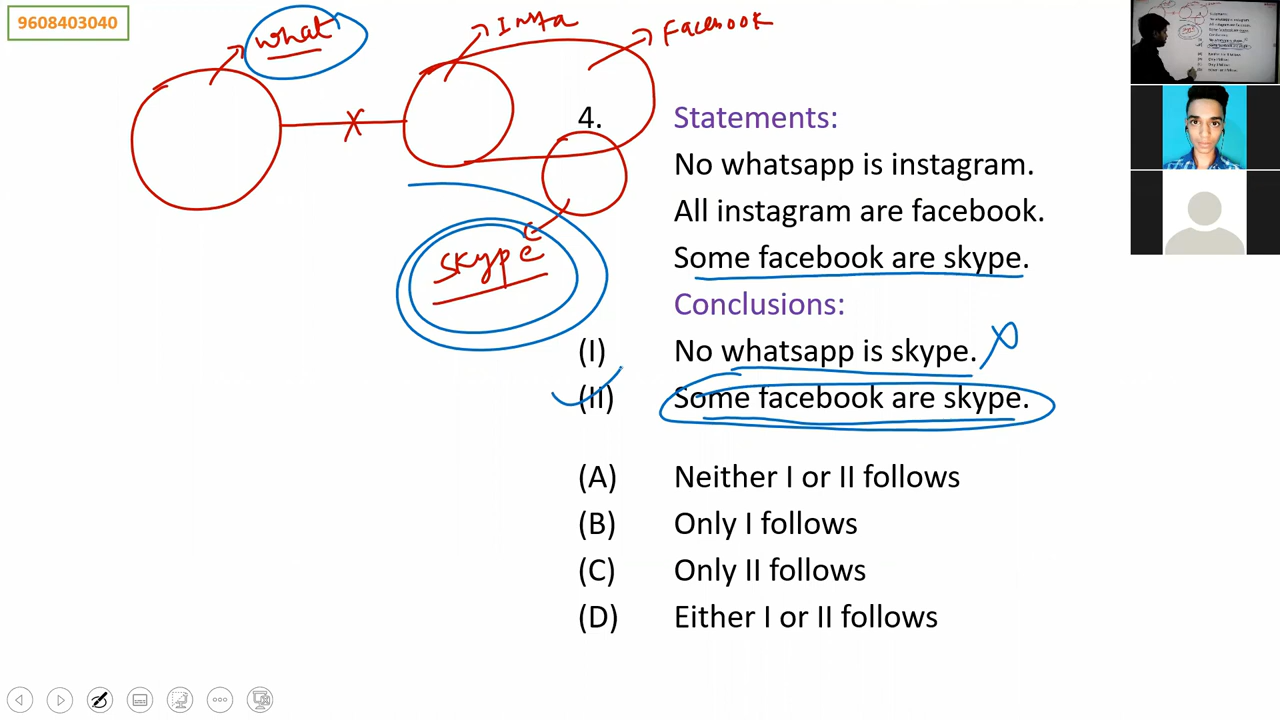 9608403040
what
Insta
Facebook
skype
4. Statements:
No whatsapp is instagram.
All instagram are facebook.
Some facebook are skype.
Conclusions:
(I) No whatsapp is skype.
(II) Some facebook are skype.
(A) Neither I or II follows
(B) Only I follows
(C) Only II follows
(D) Either I or II follows